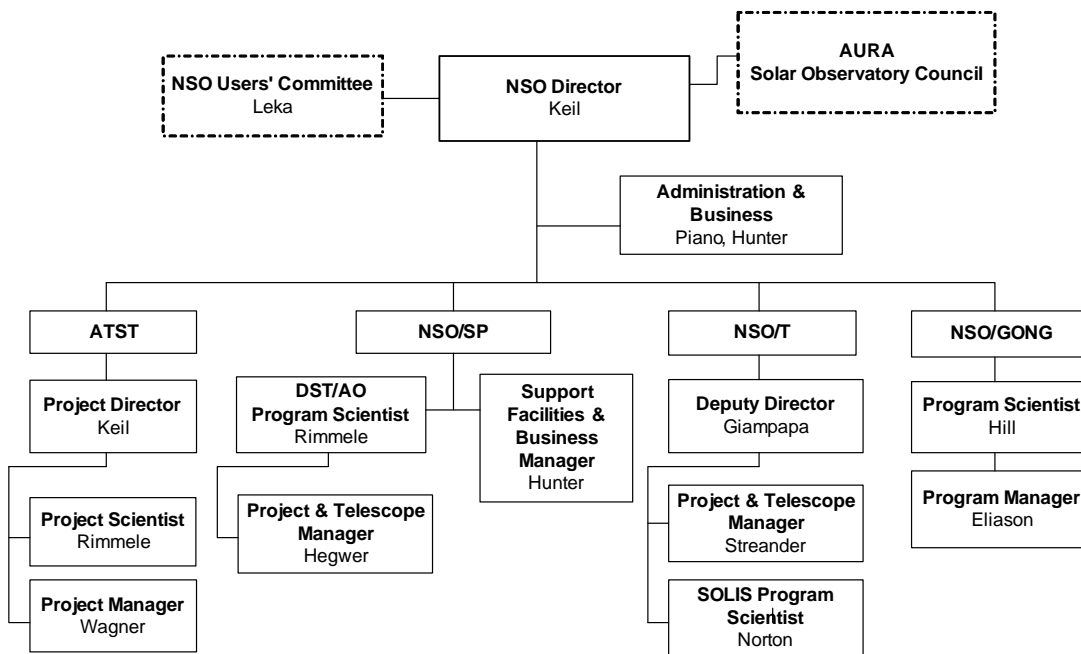 NSO Users' Committee
Leka
NSO Director
Keil
AURA
Solar Observatory Council
Administration &
Business
Piano, Hunter
ATST
NSO/SP
NSO/T
NSO/GONG
Project Director
Keil
Project Scientist
Rimmele
Project Manager
Wagner
DST/AO
Program Scientist
Rimmele
Project & Telescope
Manager
Hegwer
Support
Facilities &
Business
Manager
Hunter
Deputy Director
Giampapa
Project & Telescope
Manager
Streander
SOLIS Program
Scientist
Norton
Program Scientist
Hill
Program Manager
Eliason